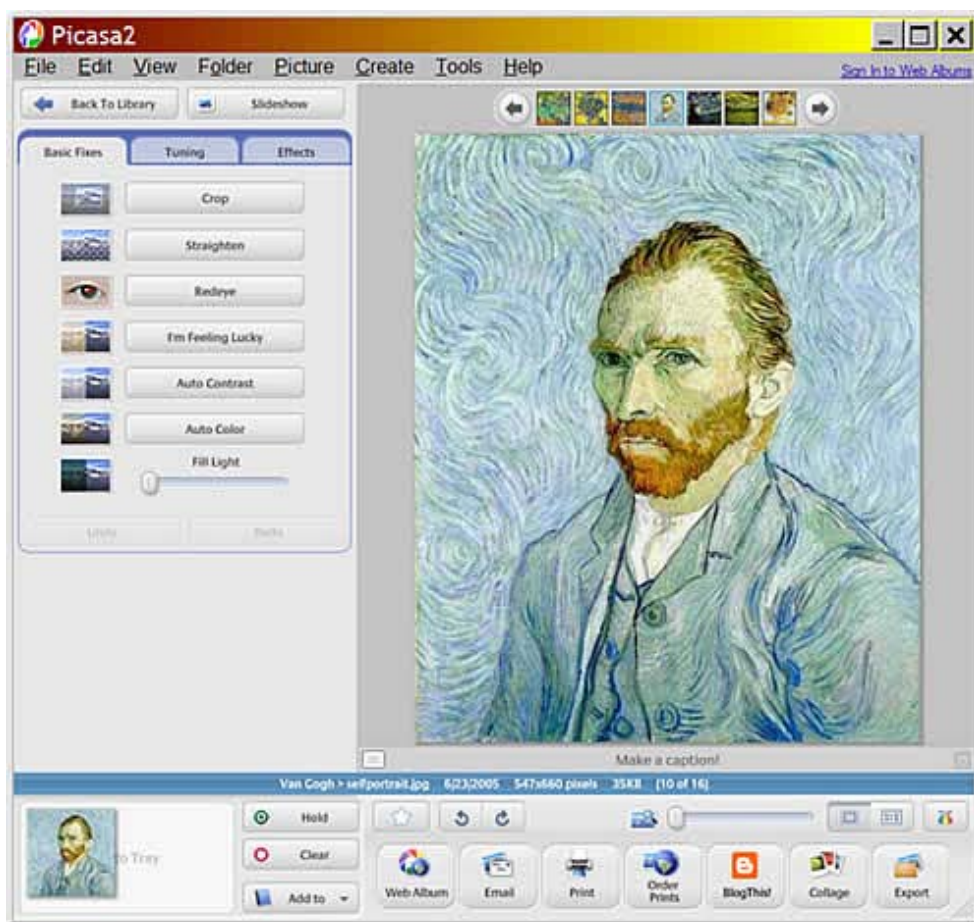 Picasa2
File Edit View Folder Picture Create Tools Help
Sign In to Web Albums
Back To Library Slideshow
Basic Fixes Tuning Effects
Crop
Straighten
Redeye
I'm Feeling Lucky
Auto Contrast
Auto Color
Fill Light
Undo Redo
Make a caption!
Van Gogh > selfportrait.jpg 6/23/2005 547x660 pixels 35KB (10 of 16)
Hold
to Tray
Clear
Add to
Web Album Email Print Order Prints BlogThis! Collage Export